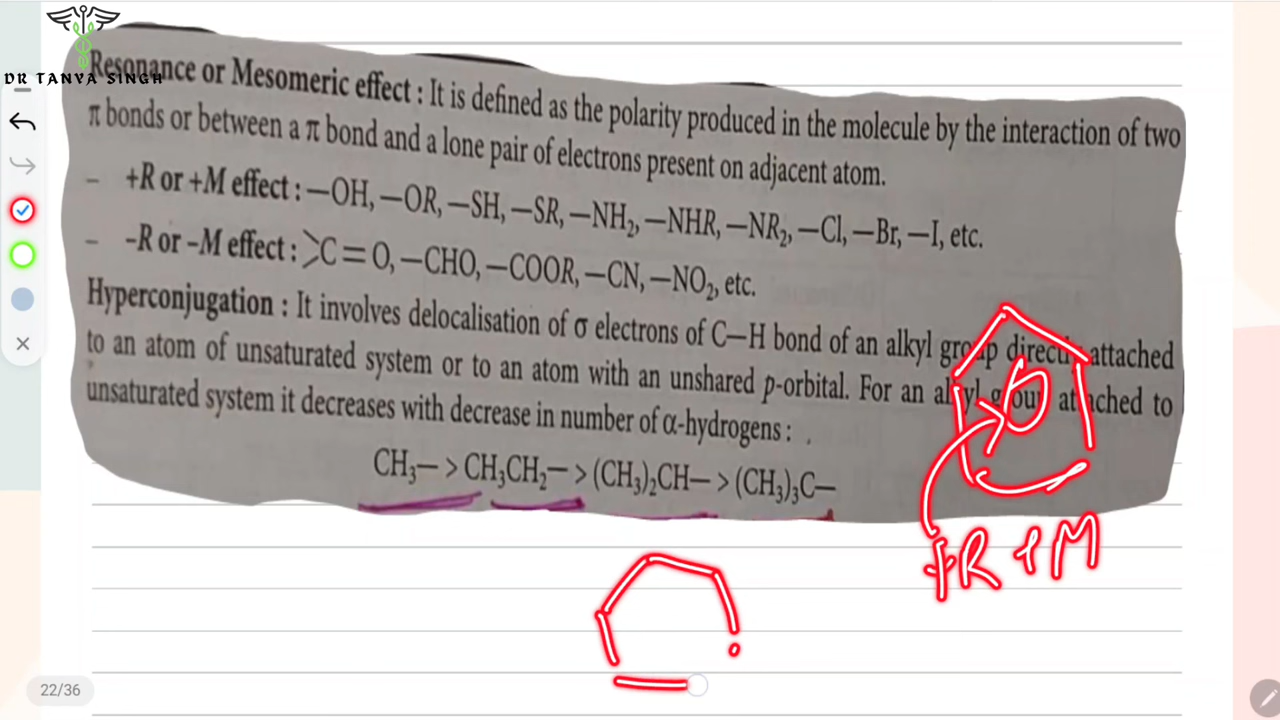 DR TANYA SINGH
Resonance or Mesomeric effect : It is defined as the polarity produced in the molecule by the interaction of two
π bonds or between a π bond and a lone pair of electrons present on adjacent atom.
– +R or +M effect : —OH, —OR, —SH, —SR, —NH₂, —NHR, —NR₂, —Cl, —Br, —I, etc.
– -R or –M effect : >C=O, —CHO, —COOR, —CN, —NO₂, etc.
Hyperconjugation : It involves delocalisation of σ electrons of C—H bond of an alkyl group directly attached
to an atom of unsaturated system or to an atom with an unshared p-orbital. For an alkyl group attached to
unsaturated system it decreases with decrease in number of α-hydrogens :
CH₃— > CH₃CH₂— > (CH₃)₂CH— > (CH₃)₃C—
+R +M
22/36